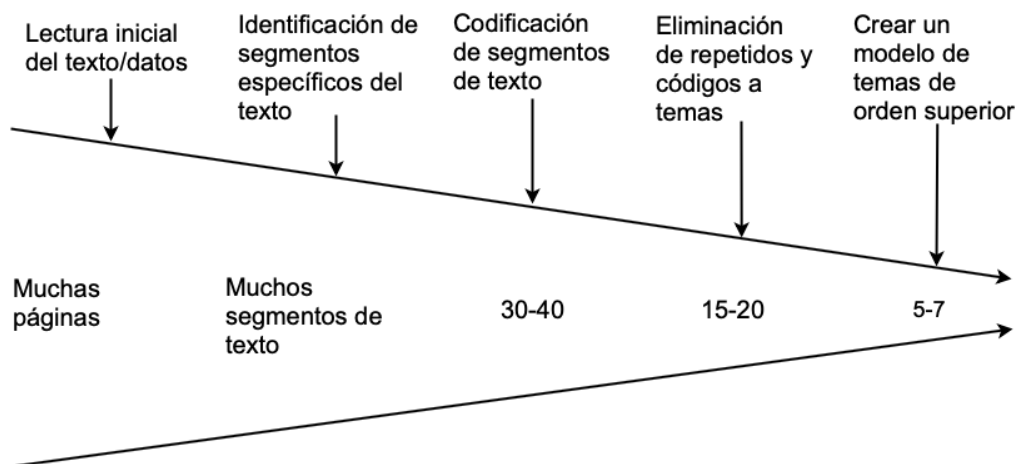 Lectura inicial
del texto/datos
Identificación de
segmentos
específicos del
texto
Codificación
de segmentos
de texto
Eliminación
de repetidos y
códigos a
temas
Crear un
modelo de
temas de
orden superior
Muchas
páginas
Muchos
segmentos de
texto
30-40
15-20
5-7